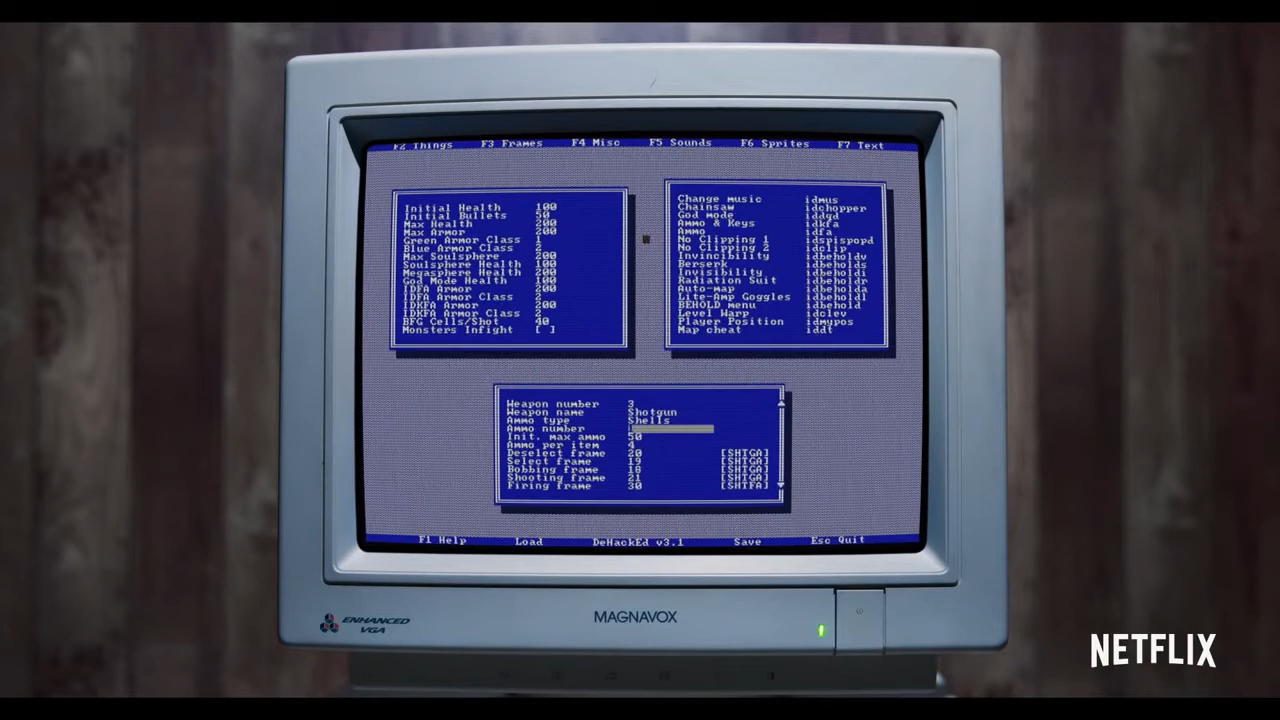 F2 Things F3 Frames F4 Misc F5 Sounds F6 Sprites F7 Text
Initial Health 100
Initial Bullets 50
Max Health 200
Max Armor 200
Green Armor Class 1
Blue Armor Class 2
Max Soulsphere 200
Soulsphere Health 100
Megasphere Health 200
God Mode Health 100
IDFA Armor 200
IDFA Armor Class 2
IDKFA Armor 200
IDKFA Armor Class 2
BFG Cells/Shot 40
Monsters Infight [ ]
Change music idmus
Chainsaw idchopper
God mode iddqd
Ammo & Keys idkfa
Ammo idfa
No Clipping 1 idspispopd
No Clipping 2 idclip
Invincibility idbeholdv
Berserk idbeholds
Invisibility idbeholdi
Radiation Suit idbeholdr
Auto-map idbeholda
Lite-Amp Goggles idbeholdl
BEHOLD menu idbehold
Level Warp idclev
Player Position idmypos
Map cheat iddt
Weapon number 3
Weapon name Shotgun
Ammo type Shells
Ammo number
Init. max ammo 50
Ammo per item 4
Deselect frame 20 [SHTGA]
Select frame 19 [SHTGA]
Bobbing frame 18 [SHTGA]
Shooting frame 21 [SHTGA]
Firing frame 30 [SHTFA]
F1 Help Load DeHackEd v3.1 Save Esc Quit
ENHANCED
VGA
MAGNAVOX
NETFLIX